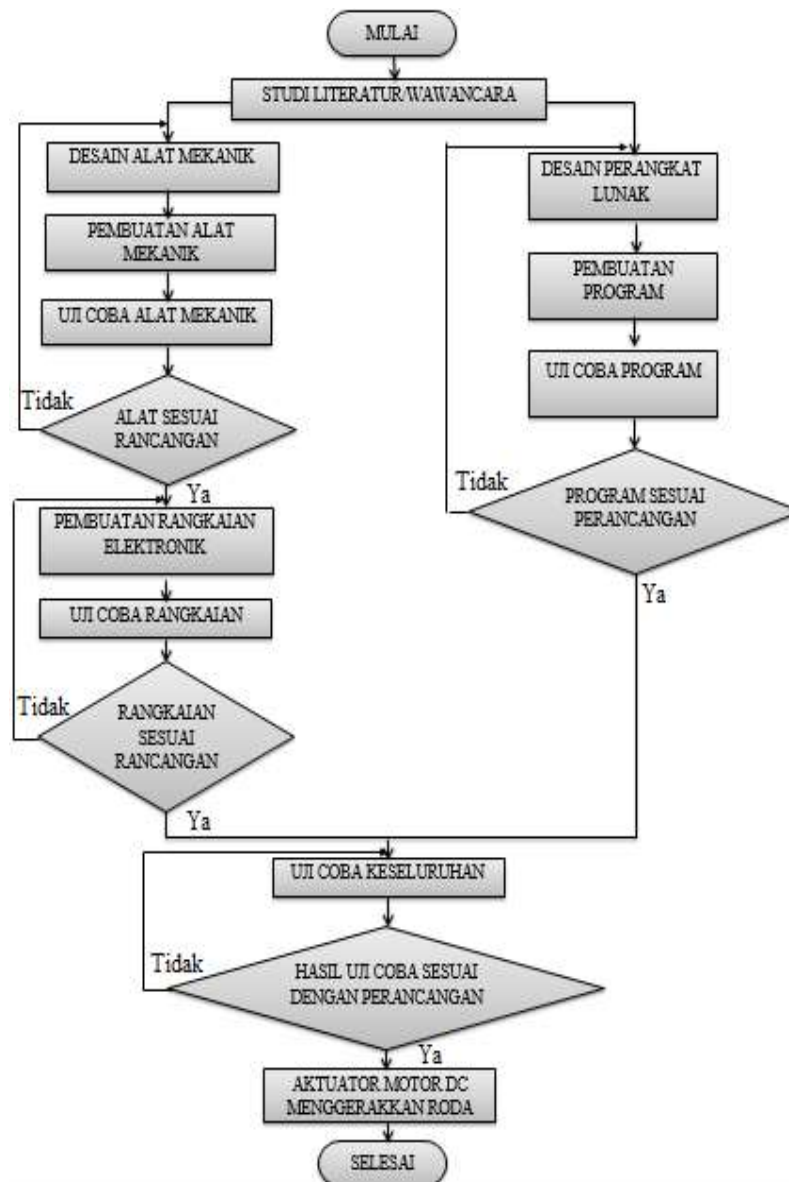 MULAI
STUDI LITERATUR/WAWANCARA
DESAIN ALAT MEKANIK
PEMBUATAN ALAT
MEKANIK
UJI COBA ALAT MEKANIK
Tidak
ALAT SESUAI
RANCANGAN
Ya
PEMBUATAN RANGKAIAN
ELEKTRONIK
UJI COBA RANGKAIAN
Tidak
RANGKAIAN
SESUAI
RANCANGAN
Ya
DESAIN PERANGKAT
LUNAK
PEMBUATAN
PROGRAM
UJI COBA PROGRAM
Tidak
PROGRAM SESUAI
PERANCANGAN
Ya
UJI COBA KESELURUHAN
Tidak
HASIL UJI COBA SESUAI
DENGAN PERANCANGAN
Ya
AKTUATOR MOTOR DC
MENGGERAKKAN RODA
SELESAI